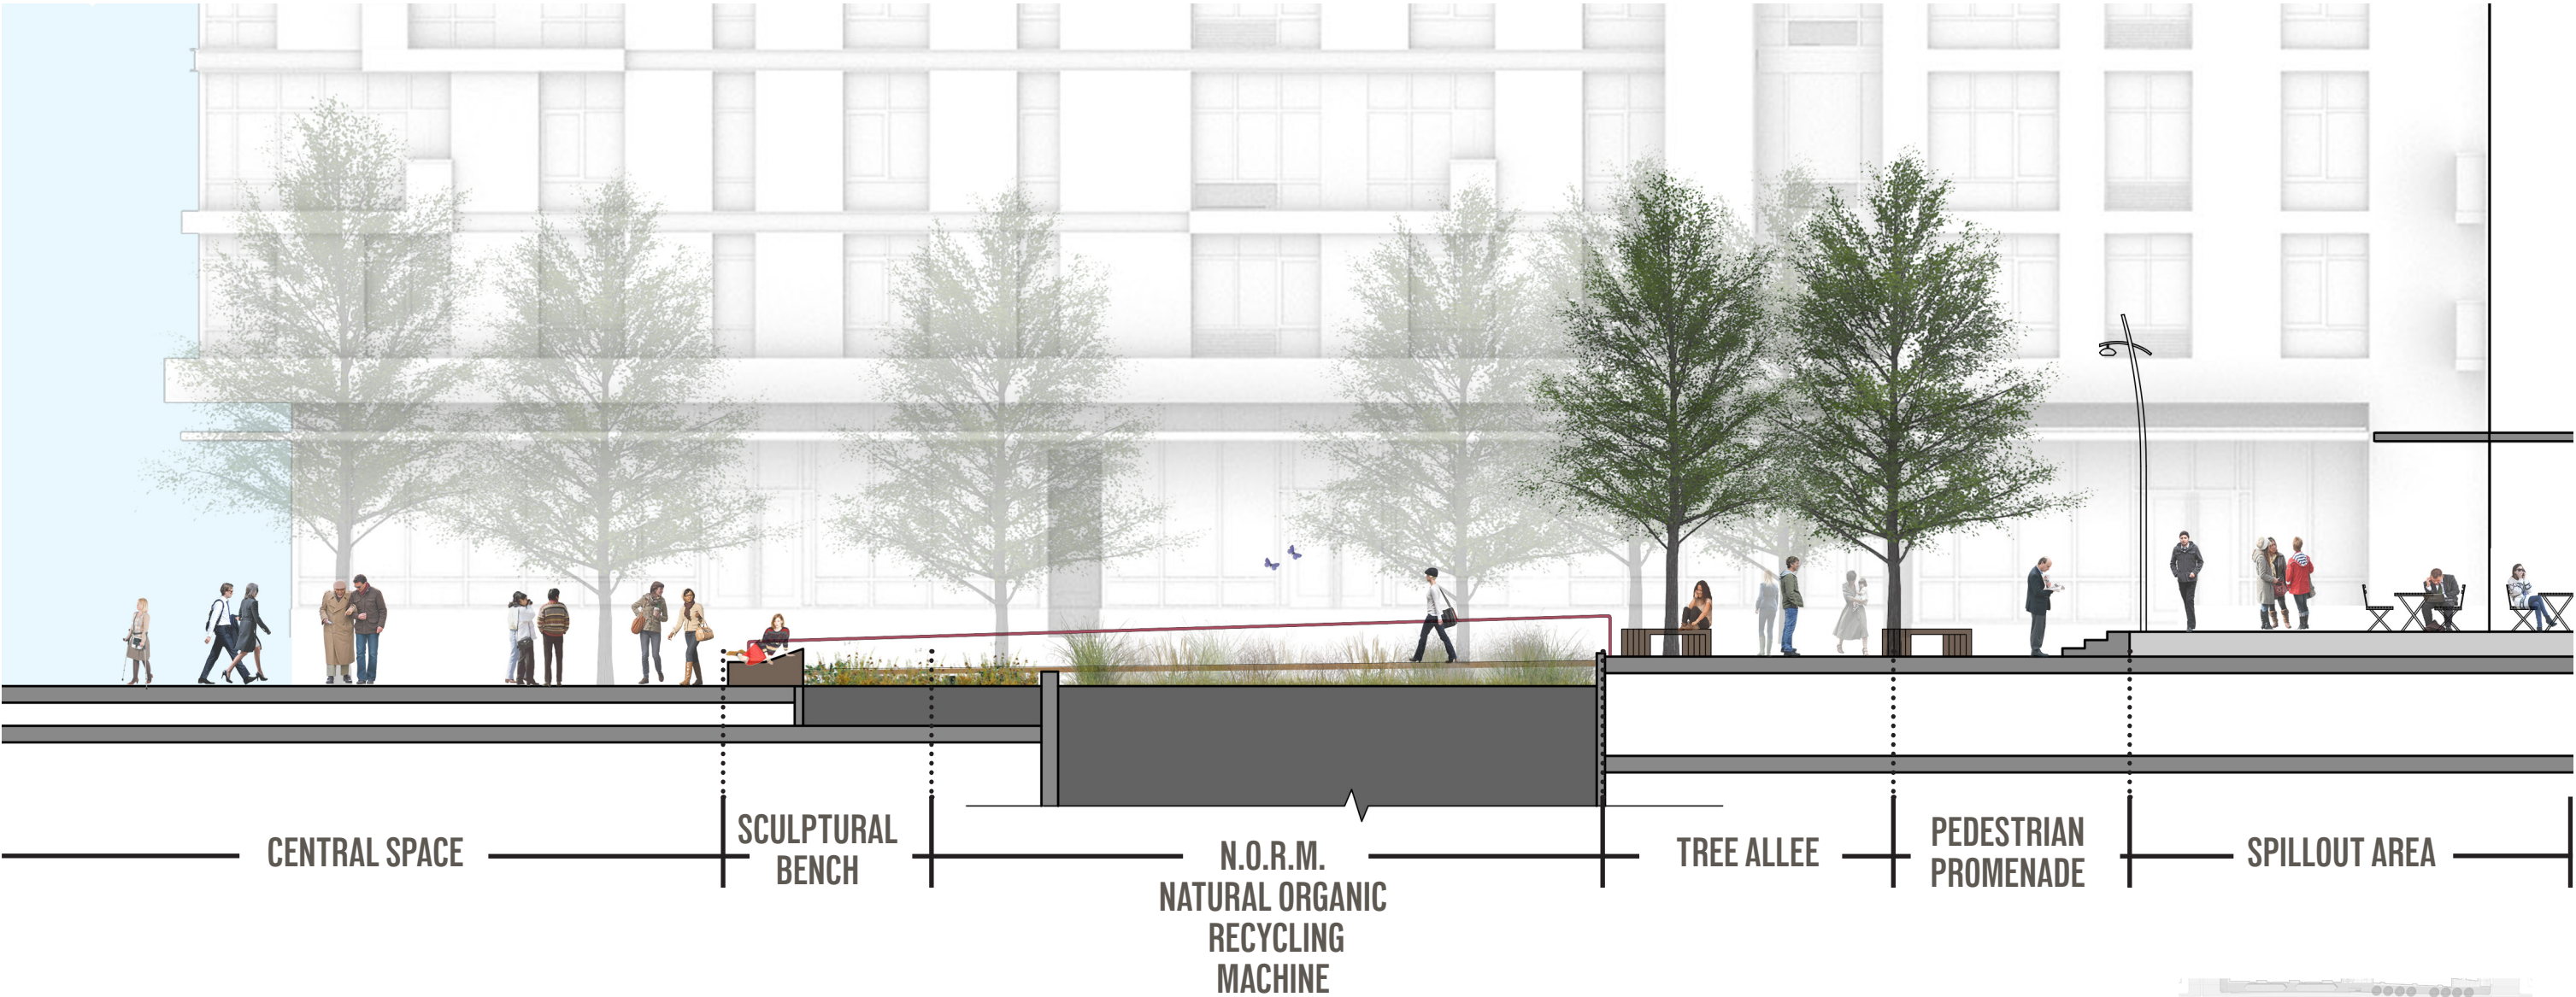 CENTRAL SPACE
SCULPTURAL
BENCH
N.O.R.M.
NATURAL ORGANIC
RECYCLING
MACHINE
TREE ALLEE
PEDESTRIAN
PROMENADE
SPILLOUT AREA